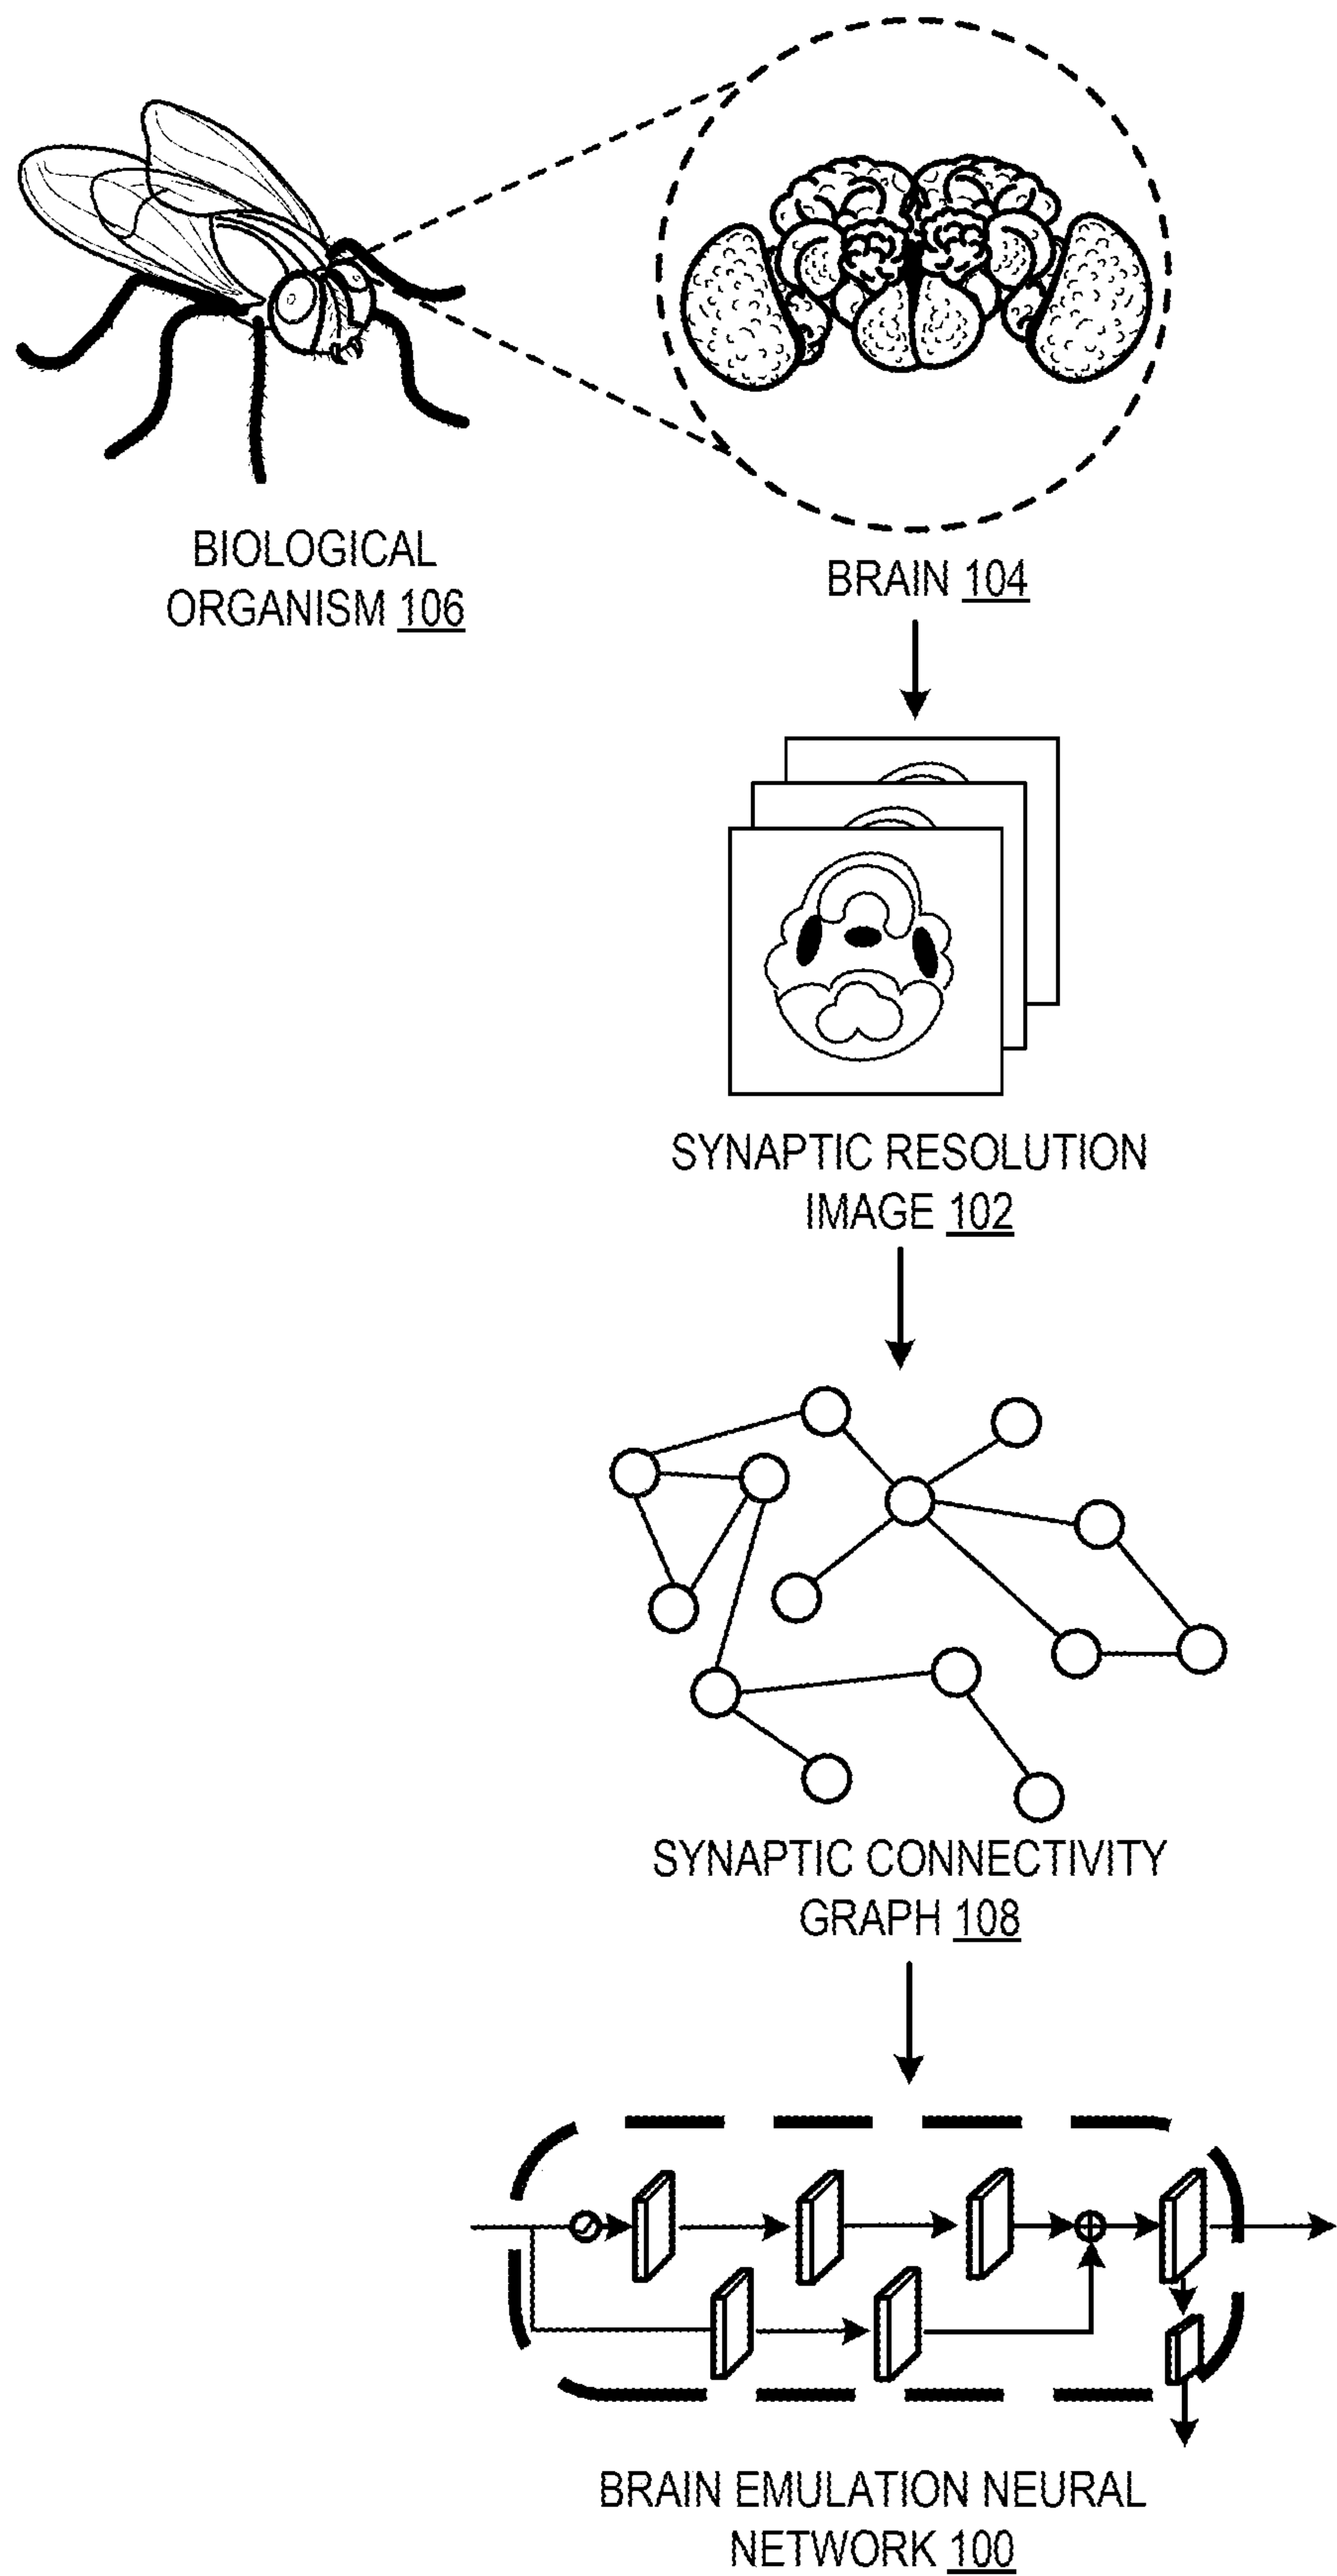 BIOLOGICAL
ORGANISM 106
BRAIN 104
SYNAPTIC RESOLUTION
IMAGE 102
SYNAPTIC CONNECTIVITY
GRAPH 108
BRAIN EMULATION NEURAL
NETWORK 100